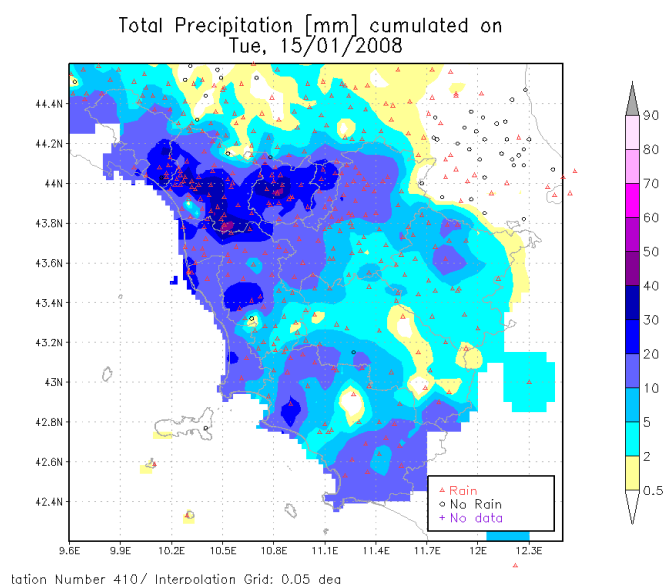 Total Precipitation [mm] cumulated on
Tue, 15/01/2008
44.4N
44.2N
44N
43.8N
43.6N
43.4N
43.2N
43N
42.8N
42.6N
42.4N
9.6E 9.9E 10.2E 10.5E 10.8E 11.1E 11.4E 11.7E 12E 12.3E
90
80
70
60
50
40
30
20
10
5
2
0.5
Rain
No Rain
No data
tation Number 410/ Interpolation Grid: 0.05 deg